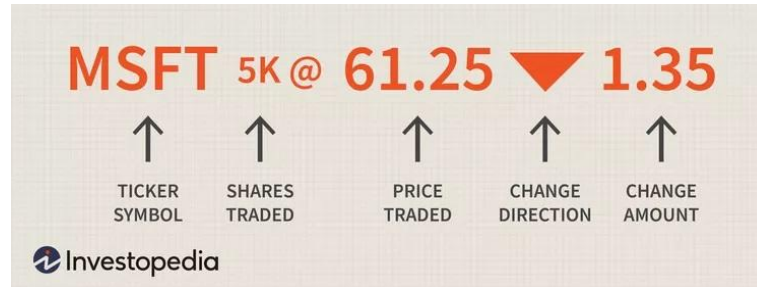 MSFT 5K @ 61.25 ▼ 1.35
TICKER SYMBOL
SHARES TRADED
PRICE TRADED
CHANGE DIRECTION
CHANGE AMOUNT
Investopedia